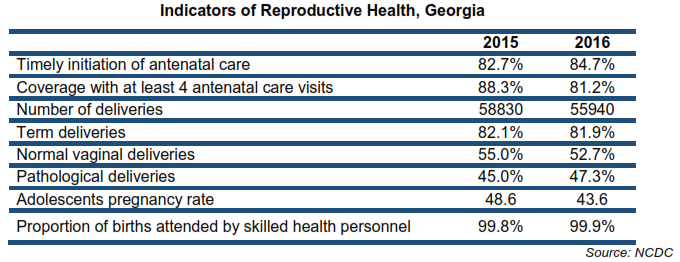 Indicators of Reproductive Health, Georgia
2015 2016
Timely initiation of antenatal care 82.7% 84.7%
Coverage with at least 4 antenatal care visits 88.3% 81.2%
Number of deliveries 58830 55940
Term deliveries 82.1% 81.9%
Normal vaginal deliveries 55.0% 52.7%
Pathological deliveries 45.0% 47.3%
Adolescents pregnancy rate 48.6 43.6
Proportion of births attended by skilled health personnel 99.8% 99.9%
Source: NCDC